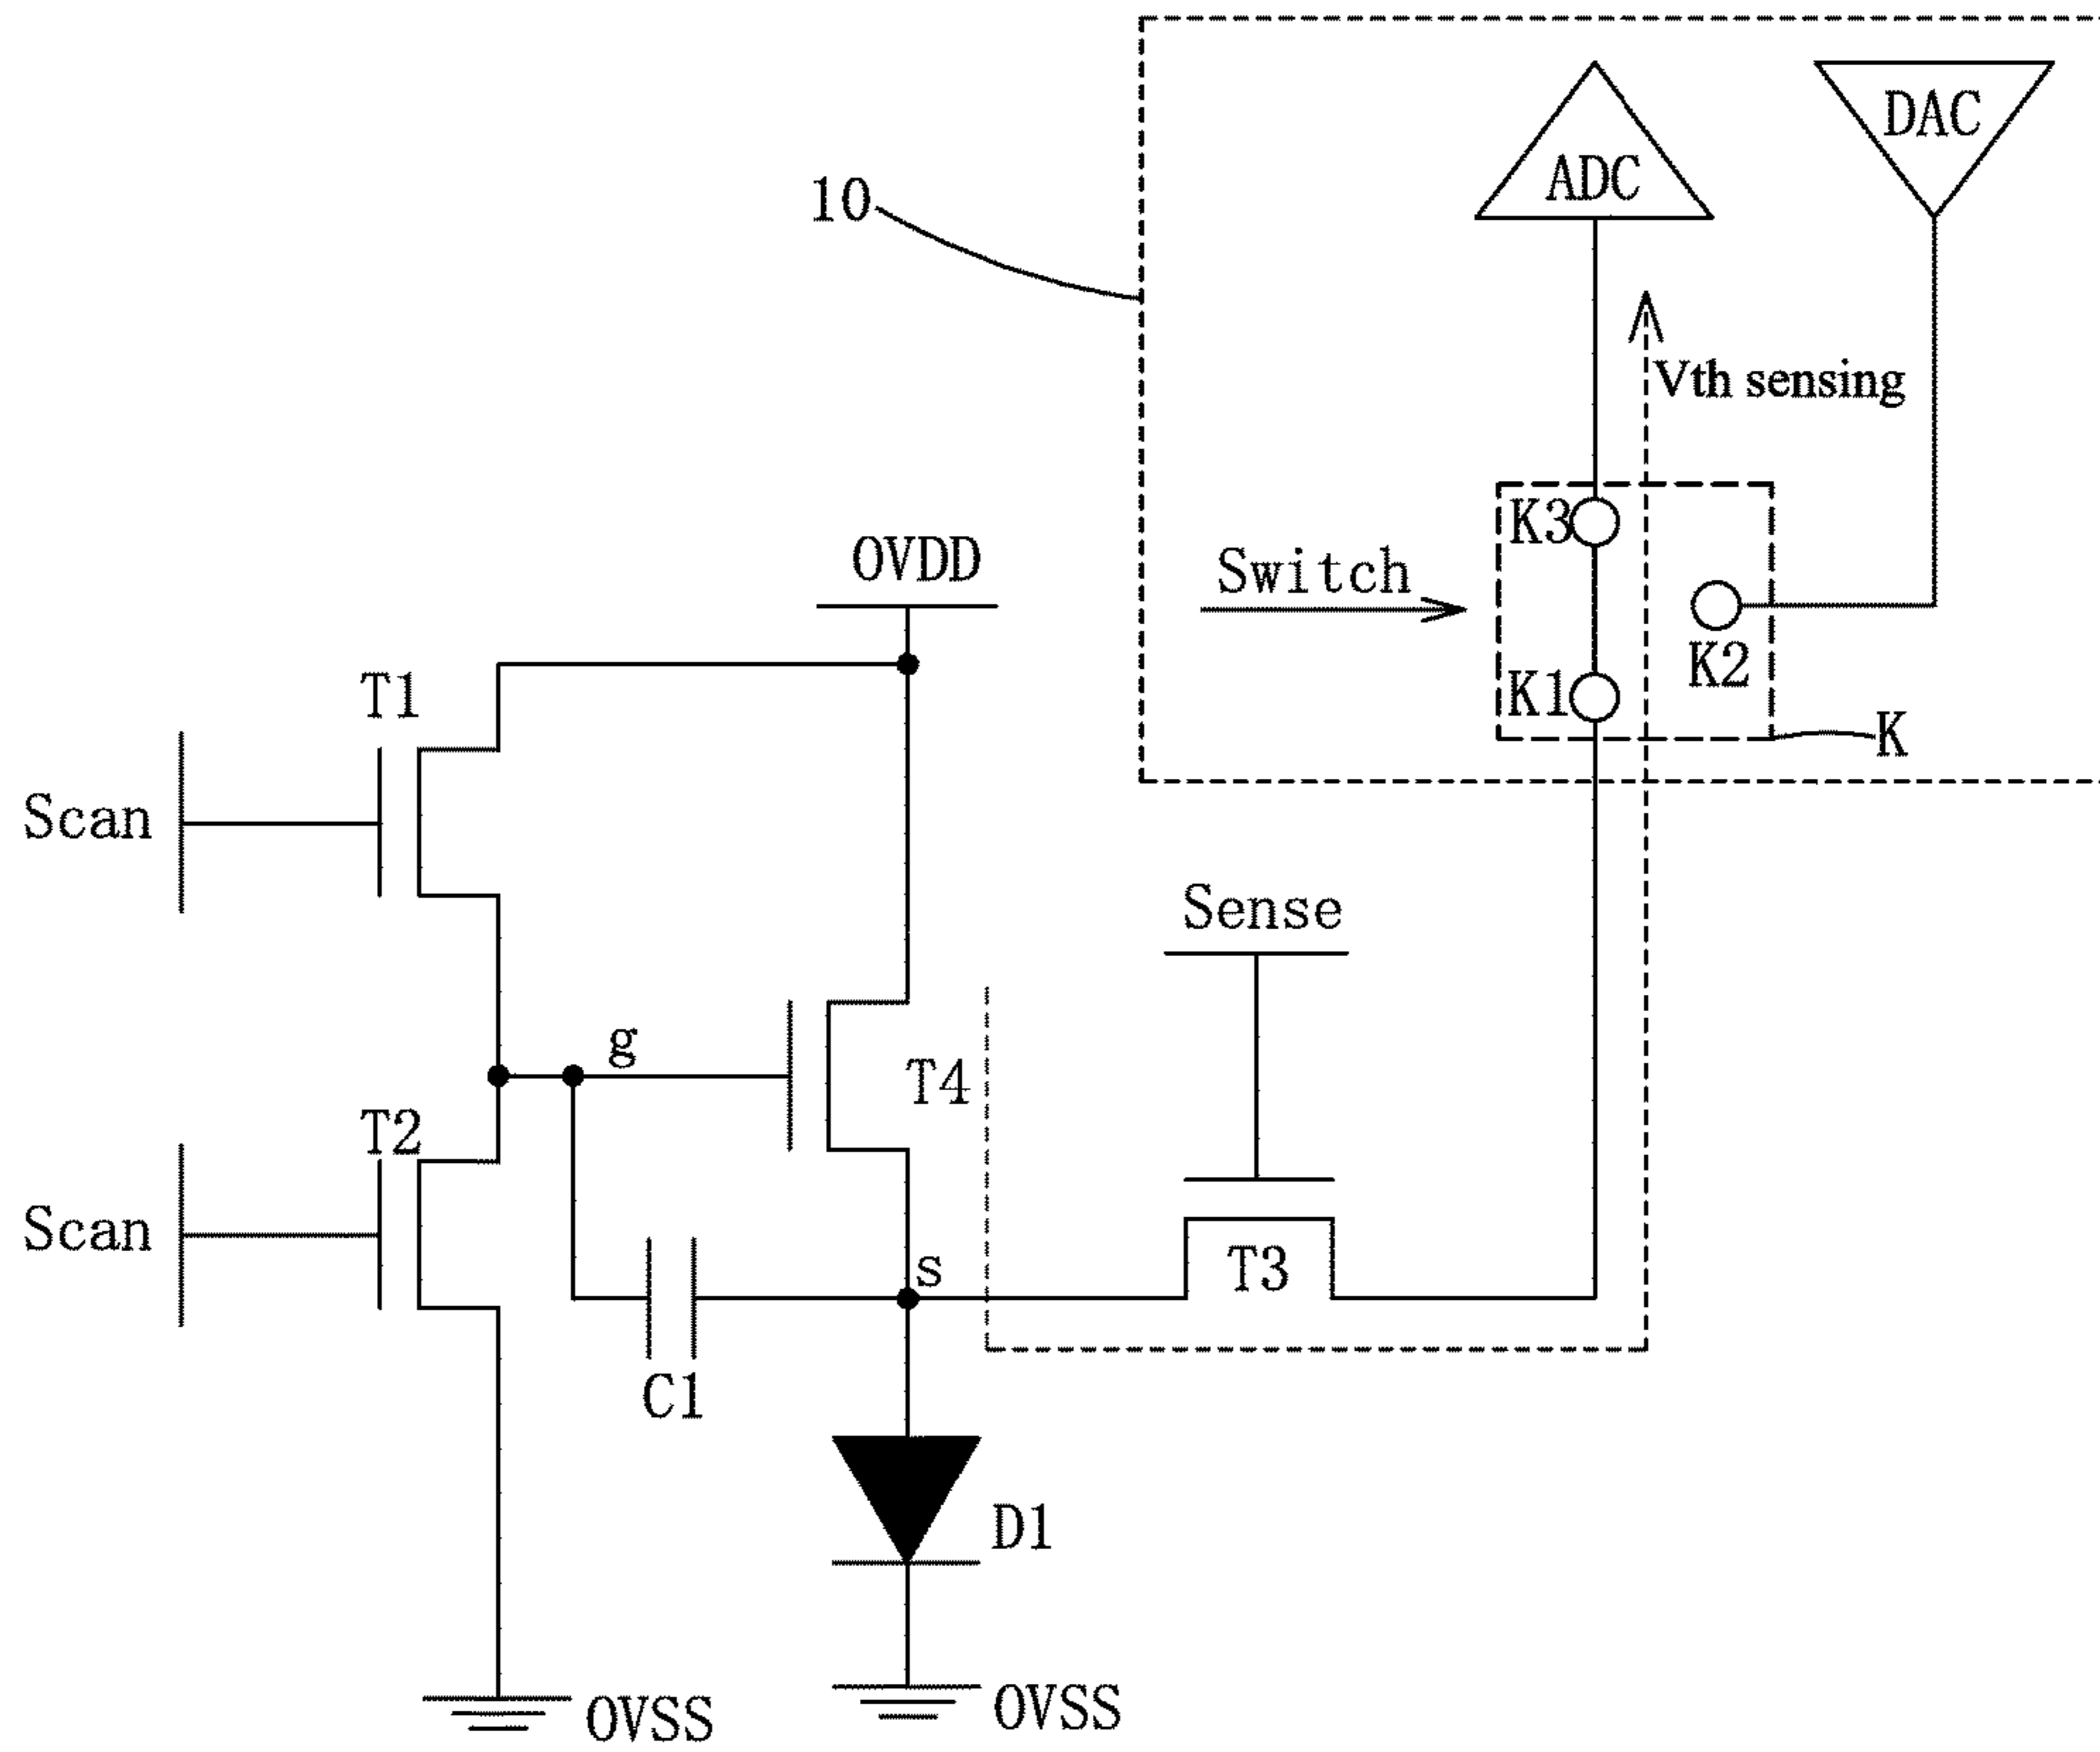 DAC
ADC
10
Vth sensing
K3
OVDD
Switch
K2
K1
T1
K
Scan
Sense
g
T4
T2
Scan
s
T3
C1
D1
OVSS
OVSS